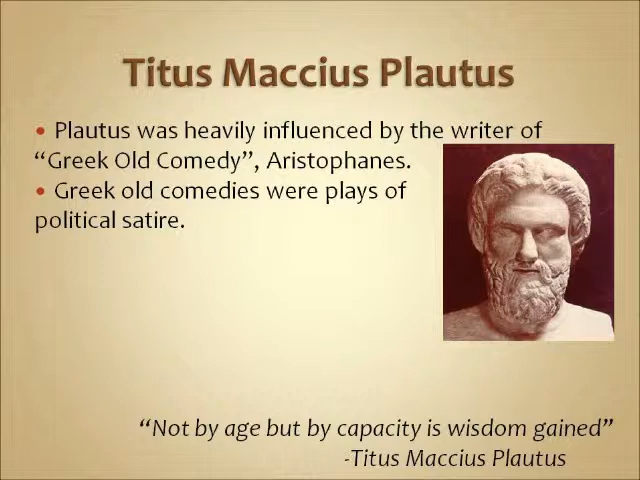 Titus Maccius Plautus
• Plautus was heavily influenced by the writer of
“Greek Old Comedy”, Aristophanes.
• Greek old comedies were plays of
political satire.
“Not by age but by capacity is wisdom gained”
-Titus Maccius Plautus